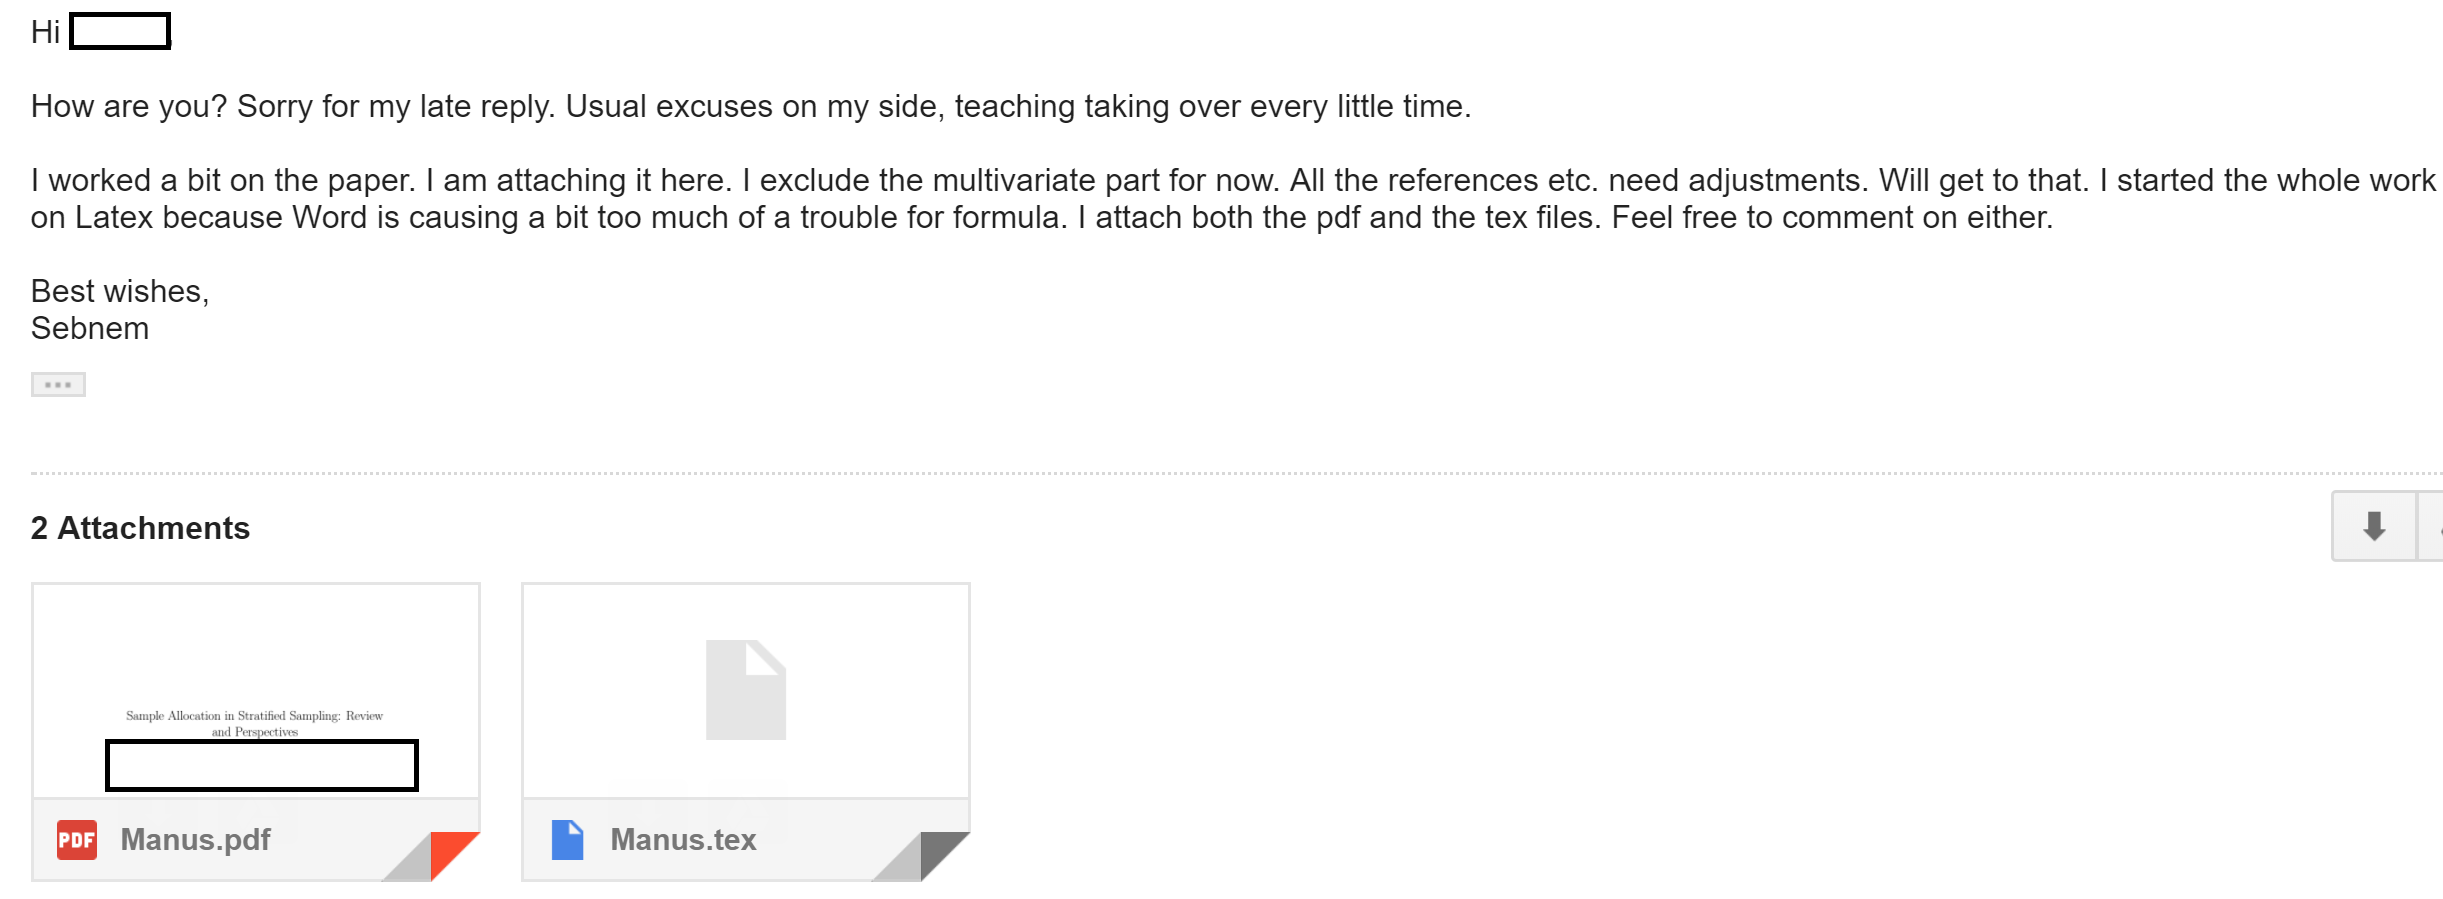 Hi
How are you? Sorry for my late reply. Usual excuses on my side, teaching taking over every little time.
I worked a bit on the paper. I am attaching it here. I exclude the multivariate part for now. All the references etc. need adjustments. Will get to that. I started the whole work
on Latex because Word is causing a bit too much of a trouble for formula. I attach both the pdf and the tex files. Feel free to comment on either.
Best wishes,
Sebnem
2 Attachments
Sample Allocation in Stratified Sampling: Review
and Perspectives
PDF Manus.pdf
Manus.tex